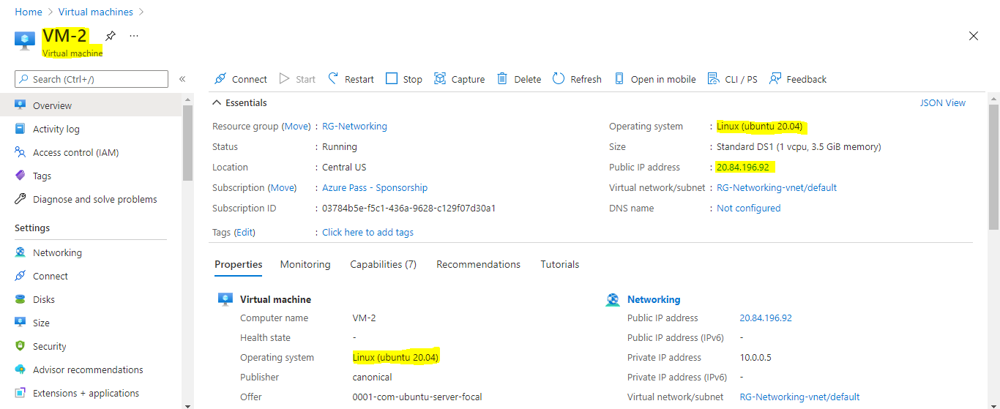 Home > Virtual machines >
VM-2 ...
Virtual machine
Search (Ctrl+/) «
Overview
Activity log
Access control (IAM)
Tags
Diagnose and solve problems
Settings
Networking
Connect
Disks
Size
Security
Advisor recommendations
Extensions + applications
Connect Start Restart Stop Capture Delete Refresh Open in mobile CLI / PS Feedback
Essentials JSON View
Resource group (Move) : RG-Networking
Status : Running
Location : Central US
Subscription (Move) : Azure Pass - Sponsorship
Subscription ID : 03784b5e-f5c1-436a-9628-c129f07d30a1
Tags (Edit) : Click here to add tags
Operating system : Linux (ubuntu 20.04)
Size : Standard DS1 (1 vcpu, 3.5 GiB memory)
Public IP address : 20.84.196.92
Virtual network/subnet : RG-Networking-vnet/default
DNS name : Not configured
Properties Monitoring Capabilities (7) Recommendations Tutorials
Virtual machine
Computer name VM-2
Health state -
Operating system Linux (ubuntu 20.04)
Publisher canonical
Offer 0001-com-ubuntu-server-focal
Networking
Public IP address 20.84.196.92
Public IP address (IPv6) -
Private IP address 10.0.0.5
Private IP address (IPv6) -
Virtual network/subnet RG-Networking-vnet/default